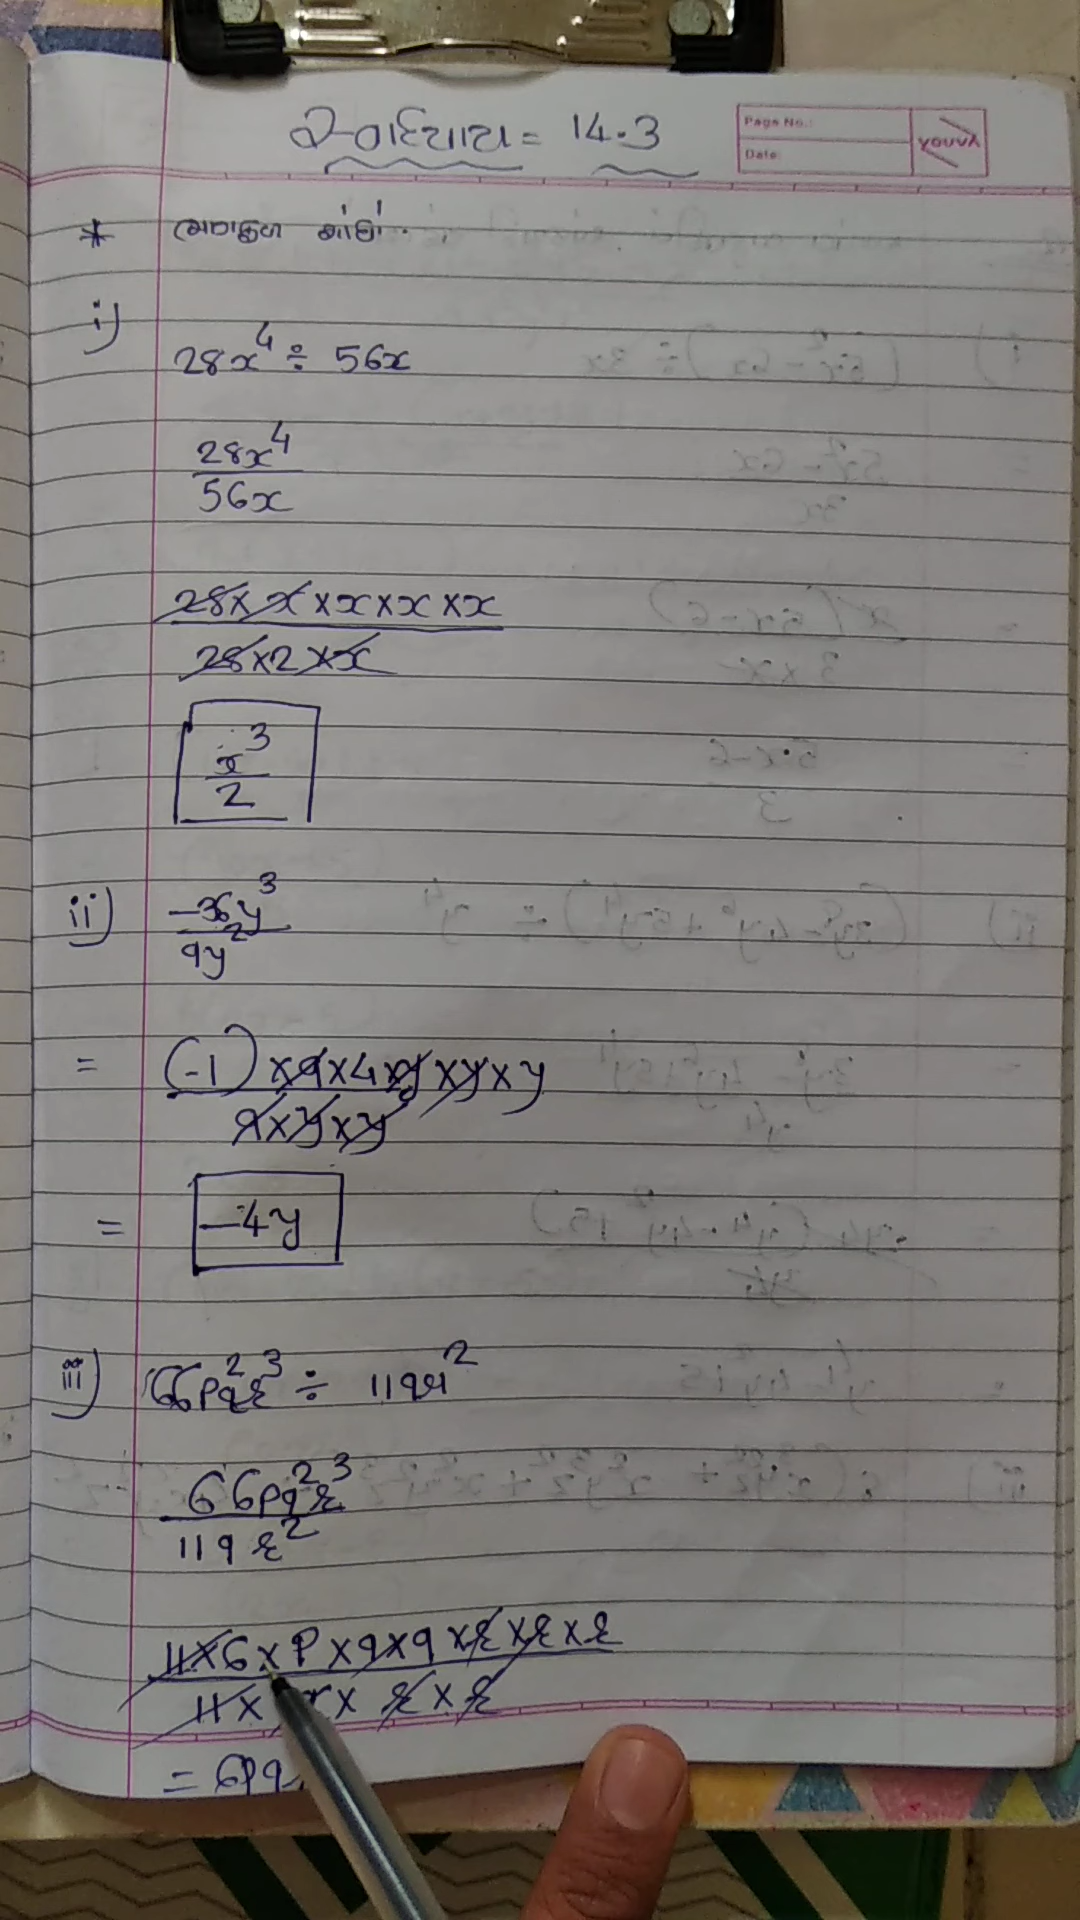 સ્વાધ્યાય = 14.3
Page No.:
Date:
YOUVA
* ભાગાકાર શોધો.
i)
28x⁴ ÷ 56x
28x⁴
56x
28 × x × x × x × x
28 × 2 × x
x³
2
ii) -36y³
9y²
= (-1) × 9 × 4 × y × y × y
9 × y × y
= -4y
iii) 66pq²r³ ÷ 11qr²
66pq²r³
11qr²
11 × 6 × p × q × q × r × r × r
11 × × r × r
= 6pq